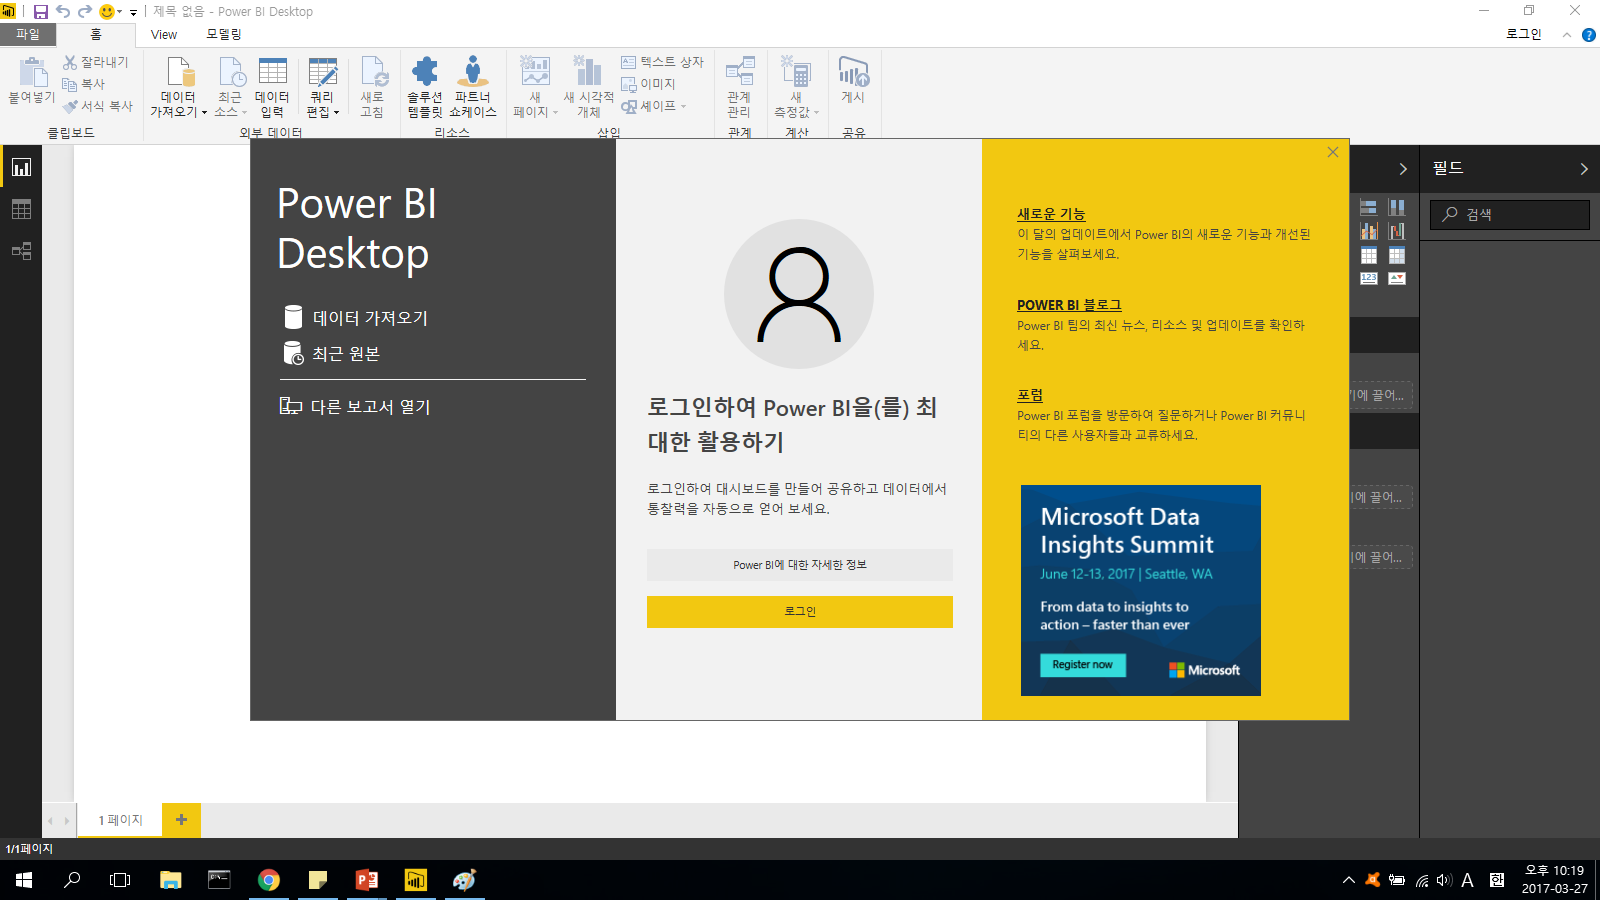 제목 없음 - Power BI Desktop
파일 홈 View 모델링 로그인
붙여넣기
잘라내기
복사
서식 복사
클립보드
데이터
가져오기
최근
소스
데이터
입력
쿼리
편집
새로
고침
외부 데이터
솔루션
템플릿
파트너
쇼케이스
리소스
새
페이지
새 시각적
개체
텍스트 상자
이미지
셰이프
삽입
관계
관리
관계
새
측정값
계산
게시
공유
Power BI
Desktop
데이터 가져오기
최근 원본
다른 보고서 열기
로그인하여 Power BI을(를) 최
대한 활용하기
로그인하여 대시보드를 만들어 공유하고 데이터에서
통찰력을 자동으로 얻어 보세요.
Power BI에 대한 자세한 정보
로그인
새로운 기능
이 달의 업데이트에서 Power BI의 새로운 기능과 개선된
기능을 살펴보세요.
POWER BI 블로그
Power BI 팀의 최신 뉴스, 리소스 및 업데이트를 확인하
세요.
포럼
Power BI 포럼을 방문하여 질문하거나 Power BI 커뮤니
티의 다른 사용자들과 교류하세요.
Microsoft Data
Insights Summit
June 12-13, 2017 | Seattle, WA
From data to insights to
action – faster than ever
Register now
Microsoft
필드
검색
123
에 끌어...
에 끌어...
에 끌어...
1 페이지
1/1페이지
A 한
오후 10:19
2017-03-27